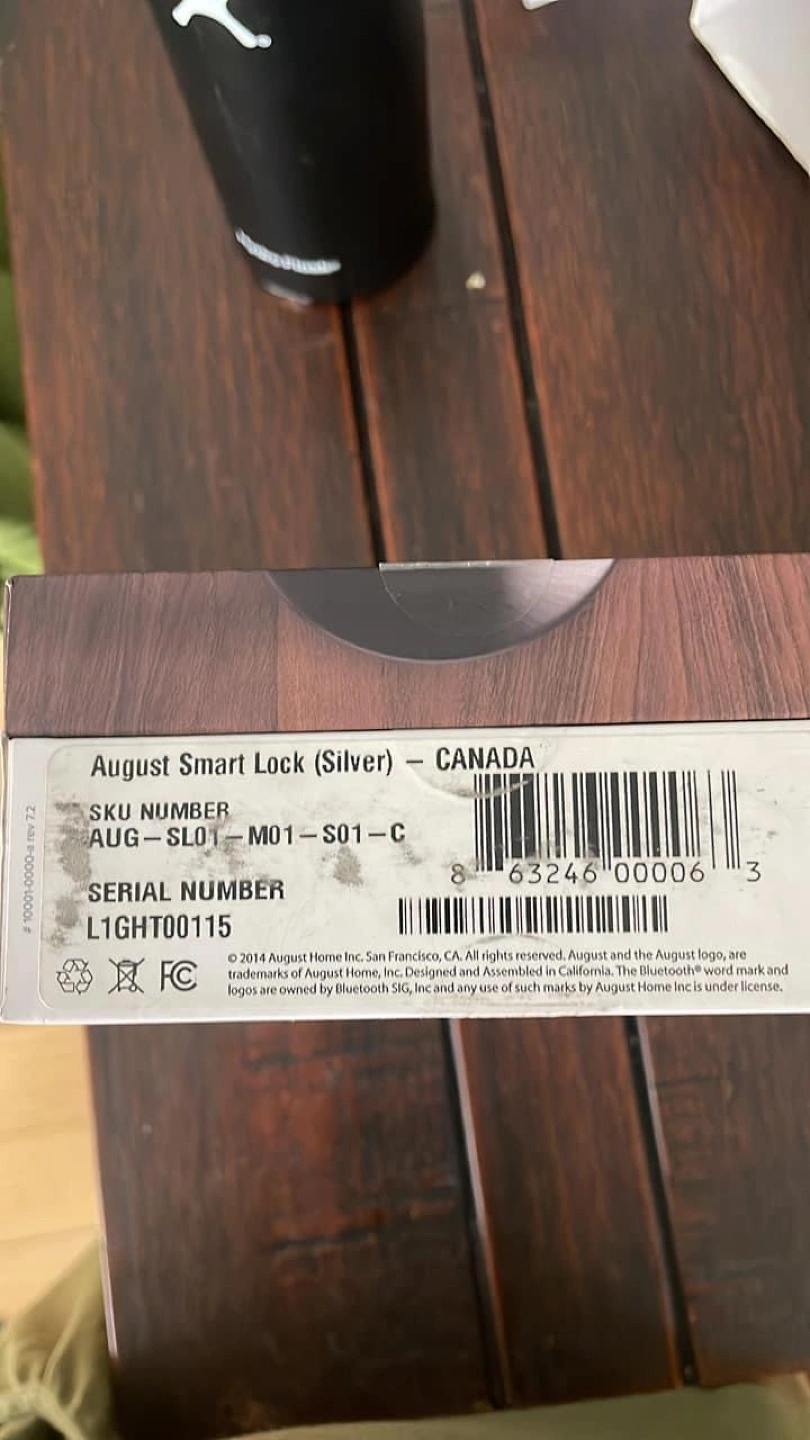 August Smart Lock (Silver) – CANADA
SKU NUMBER
AUG–SL01–M01–S01–C
8 63246 00006 3
SERIAL NUMBER
L1GHT00115
© 2014 August Home Inc. San Francisco, CA. All rights reserved. August and the August logo, are
trademarks of August Home, Inc. Designed and Assembled in California. The Bluetooth® word mark and
logos are owned by Bluetooth SIG, Inc and any use of such marks by August Home Inc is under license.
FC
# 10001-0000-a rev 7.2